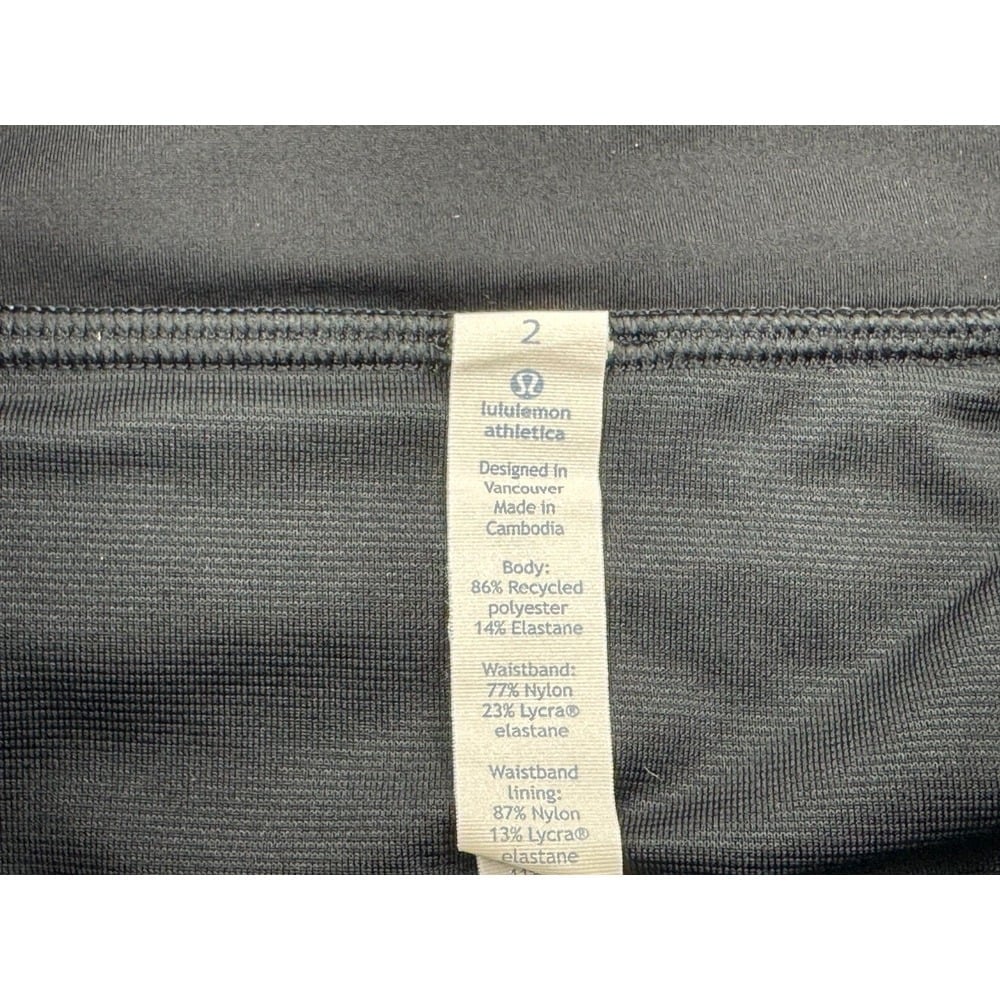 2
lululemon
athletica
Designed in
Vancouver
Made in
Cambodia
Body:
86% Recycled
polyester
14% Elastane
Waistband:
77% Nylon
23% Lycra®
elastane
Waistband
lining:
87% Nylon
13% Lycra®
elastane